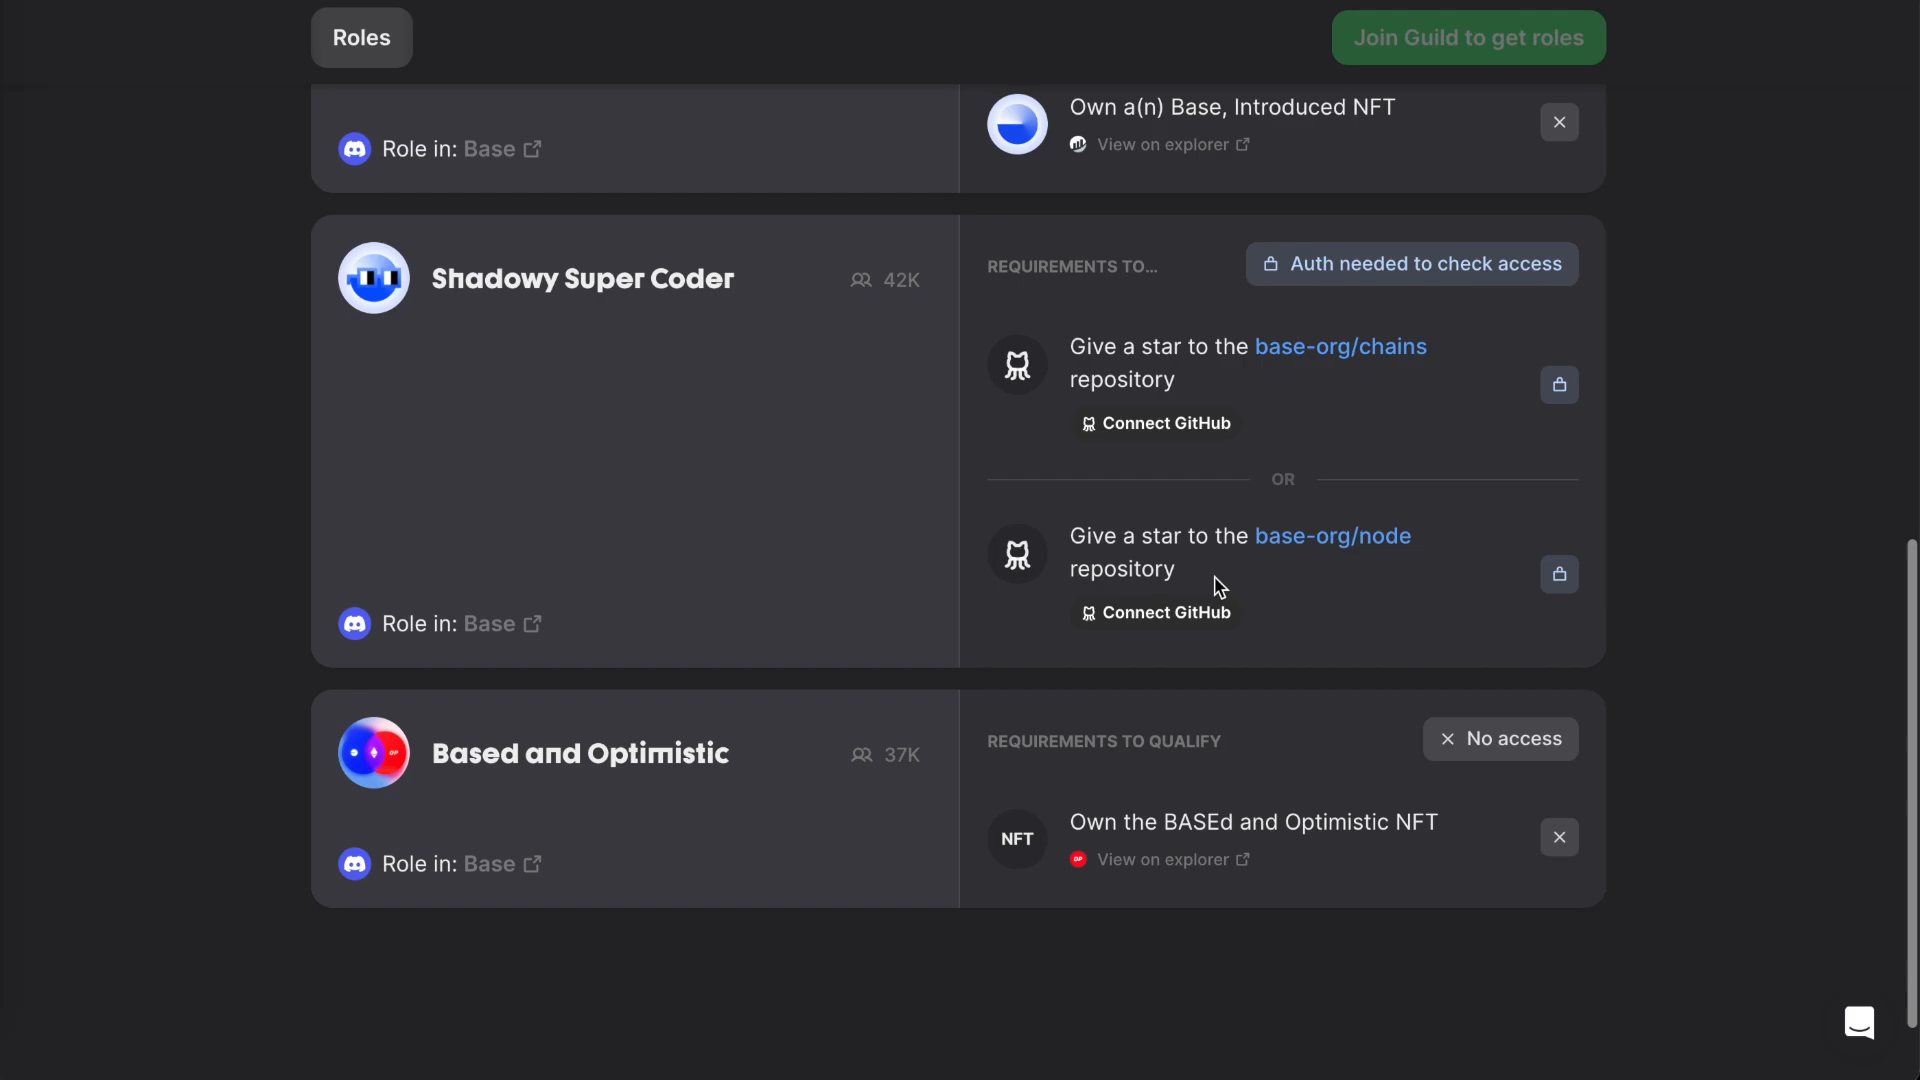 Roles
Join Guild to get roles
Role in: Base
Own a(n) Base, Introduced NFT
View on explorer
Shadowy Super Coder
42K
Role in: Base
REQUIREMENTS TO...
Auth needed to check access
Give a star to the base-org/chains
repository
Connect GitHub
OR
Give a star to the base-org/node
repository
Connect GitHub
Based and Optimistic
37K
Role in: Base
REQUIREMENTS TO QUALIFY
No access
NFT
Own the BASEd and Optimistic NFT
OP
View on explorer